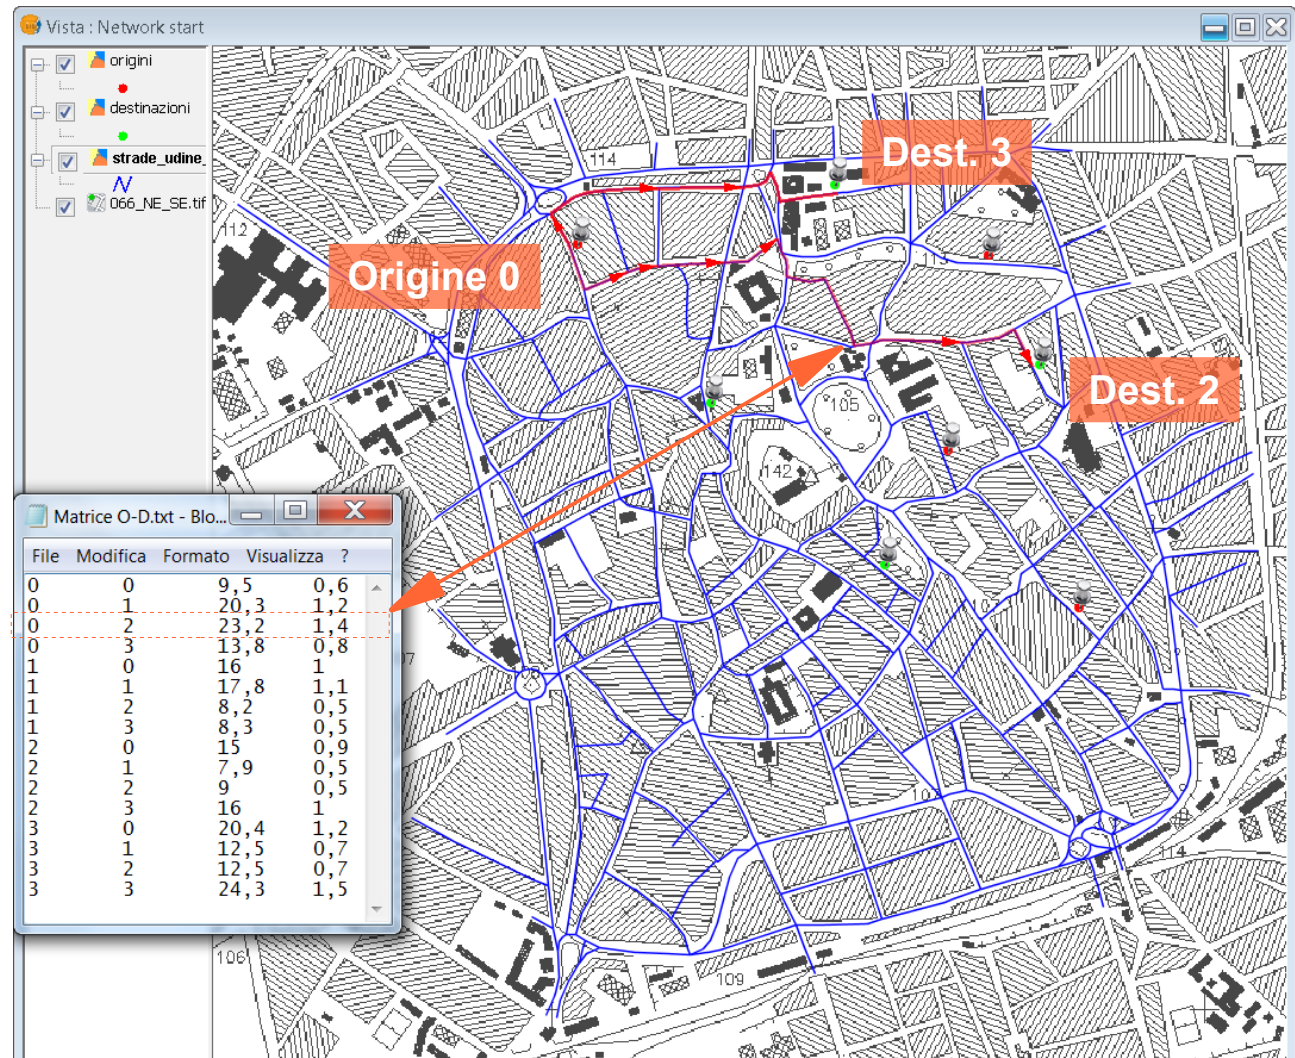 Vista : Network start
origini
destinazioni
strade_udine_
066_NE_SE.tif
114
Dest. 3
112
Origine 0
Dest. 2
105
142
Matrice O-D.txt - Blo...
File Modifica Formato Visualizza ?
0 0 9,5 0,6
0 1 20,3 1,2
0 2 23,2 1,4
0 3 13,8 0,8
1 0 16 1
1 1 17,8 1,1
1 2 8,2 0,5
1 3 8,3 0,5
2 0 15 0,9
2 1 7,9 0,5
2 2 9 0,5
2 3 16 1
3 0 20,4 1,2
3 1 12,5 0,7
3 2 12,5 0,7
3 3 24,3 1,5
07
114
106
109